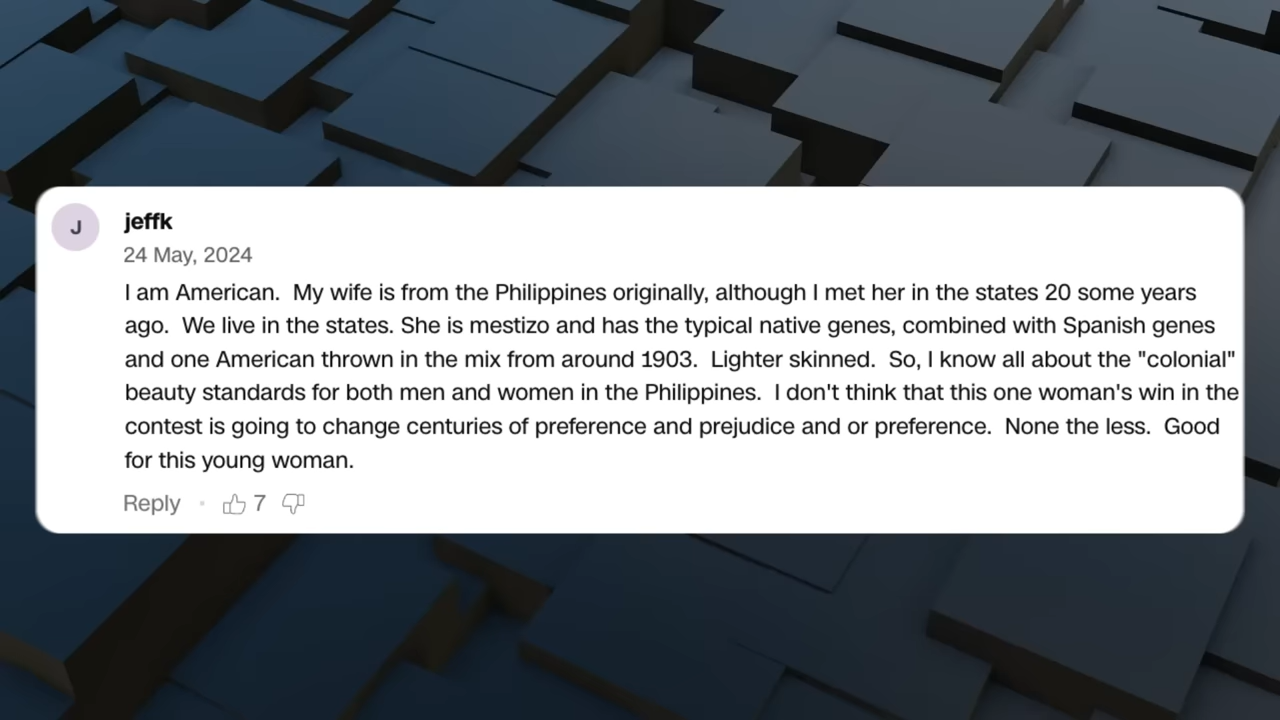 J
jeffk
24 May, 2024
I am American.  My wife is from the Philippines originally, although I met her in the states 20 some years
ago.  We live in the states. She is mestizo and has the typical native genes, combined with Spanish genes
and one American thrown in the mix from around 1903.  Lighter skinned.  So, I know all about the "colonial"
beauty standards for both men and women in the Philippines.  I don't think that this one woman's win in the
contest is going to change centuries of preference and prejudice and or preference.  None the less.  Good
for this young woman.
Reply · 7